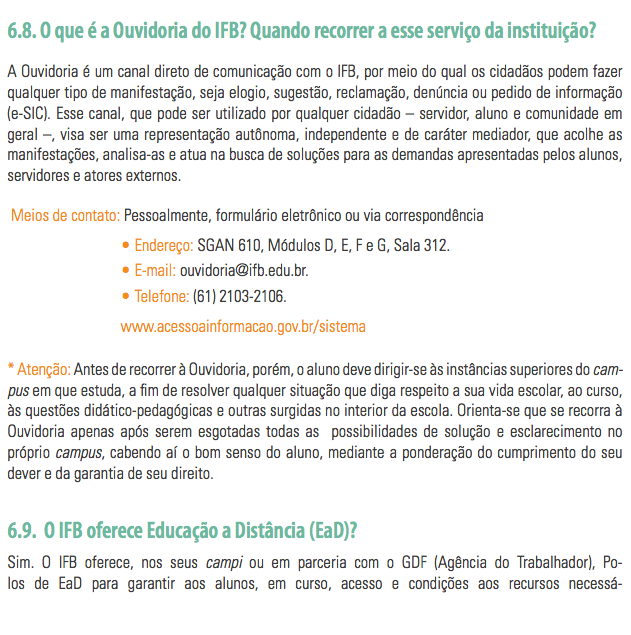 6.8. O que é a Ouvidoria do IFB? Quando recorrer a esse serviço da instituição?
A Ouvidoria é um canal direto de comunicação com o IFB, por meio do qual os cidadãos podem fazer
qualquer tipo de manifestação, seja elogio, sugestão, reclamação, denúncia ou pedido de informação
(e-SIC). Esse canal, que pode ser utilizado por qualquer cidadão – servidor, aluno e comunidade em
geral –, visa ser uma representação autônoma, independente e de caráter mediador, que acolhe as
manifestações, analisa-as e atua na busca de soluções para as demandas apresentadas pelos alunos,
servidores e atores externos.
Meios de contato: Pessoalmente, formulário eletrônico ou via correspondência
• Endereço: SGAN 610, Módulos D, E, F e G, Sala 312.
• E-mail: ouvidoria@ifb.edu.br.
• Telefone: (61) 2103-2106.
www.acessoainformacao.gov.br/sistema
* Atenção: Antes de recorrer à Ouvidoria, porém, o aluno deve dirigir-se às instâncias superiores do cam-
pus em que estuda, a fim de resolver qualquer situação que diga respeito a sua vida escolar, ao curso,
às questões didático-pedagógicas e outras surgidas no interior da escola. Orienta-se que se recorra à
Ouvidoria apenas após serem esgotadas todas as possibilidades de solução e esclarecimento no
próprio campus, cabendo aí o bom senso do aluno, mediante a ponderação do cumprimento do seu
dever e da garantia de seu direito.
6.9. O IFB oferece Educação a Distância (EaD)?
Sim. O IFB oferece, nos seus campi ou em parceria com o GDF (Agência do Trabalhador), Po-
los de EaD para garantir aos alunos, em curso, acesso e condições aos recursos necessá-